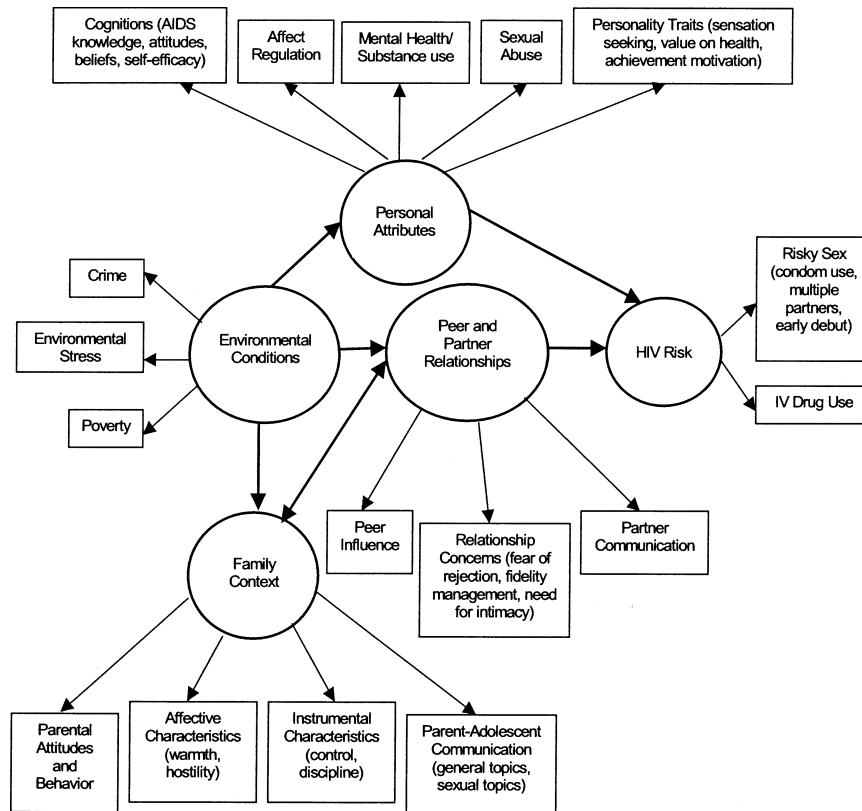 Cognitions (AIDS
knowledge, attitudes,
beliefs, self-efficacy)
Affect
Regulation
Mental Health/
Substance use
Sexual
Abuse
Personality Traits (sensation
seeking, value on health,
achievement motivation)
Personal
Attributes
Crime
Environmental
Stress
Poverty
Environmental
Conditions
Peer and
Partner
Relationships
HIV Risk
Risky Sex
(condom use,
multiple
partners,
early debut)
IV Drug Use
Family
Context
Peer
Influence
Relationship
Concerns (fear of
rejection, fidelity
management, need
for intimacy)
Partner
Communication
Parental
Attitudes
and
Behavior
Affective
Characteristics
(warmth,
hostility)
Instrumental
Characteristics
(control,
discipline)
Parent-Adolescent
Communication
(general topics,
sexual topics)